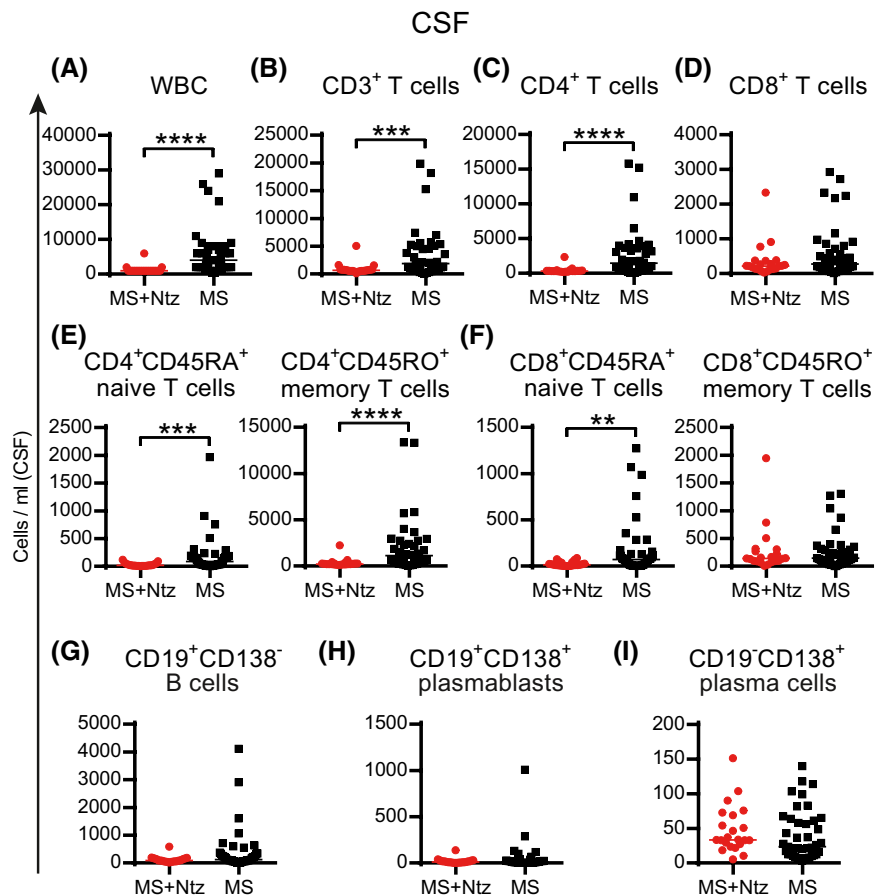 CSF
(A) (B) (C) (D)
WBC CD3+ T cells CD4+ T cells CD8+ T cells
40000 25000 20000 4000
**** *** ****
30000 20000 15000 3000
20000 15000 10000 2000
10000 10000 5000 1000
5000
0 0 0 0
MS+Ntz MS MS+Ntz MS MS+Ntz MS MS+Ntz MS
(E) (F)
CD4+CD45RA+ CD4+CD45RO+ CD8+CD45RA+ CD8+CD45RO+
naive T cells memory T cells naive T cells memory T cells
2500 15000 1500 2500
*** **** **
2000 10000 1000 2000
1500 1500
1000 5000 500 1000
500 500
0 0 0 0
MS+Ntz MS MS+Ntz MS MS+Ntz MS MS+Ntz MS
Cells / ml (CSF)
(G) (H) (I)
CD19+CD138- CD19+CD138+ CD19-CD138+
B cells plasmablasts plasma cells
5000 1500 200
4000 1000 150
3000 100
2000 500 50
1000
0 0 0
MS+Ntz MS MS+Ntz MS MS+Ntz MS